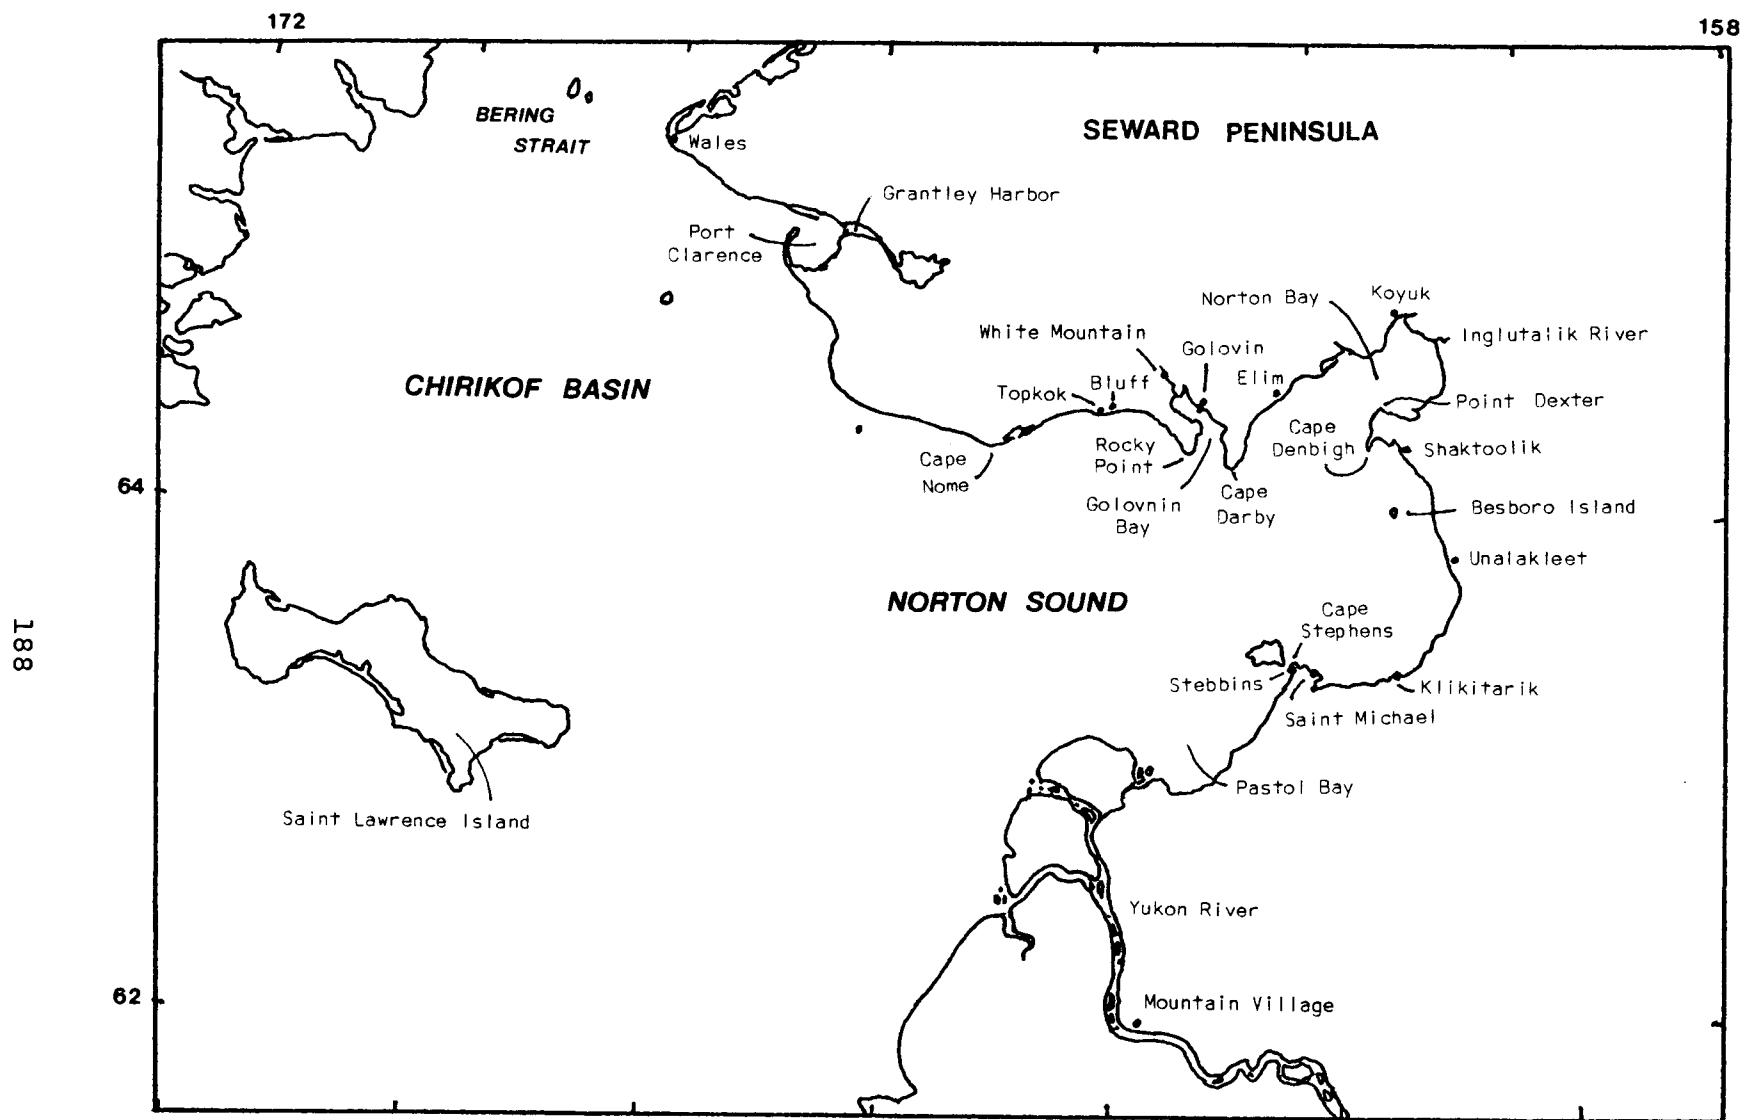 172
158
BERING
STRAIT
Wales
SEWARD PENINSULA
Grantley Harbor
Port
Clarence
Norton Bay
Koyuk
White Mountain
Inglutalik River
Golovin
CHIRIKOF BASIN
Topkok
Bluff
Elim
Point Dexter
Cape
Denbigh
Shaktoolik
Rocky
Point
Cape
Nome
64
Golovnin
Bay
Cape
Darby
Besboro Island
Unalakleet
NORTON SOUND
Cape
Stephens
188
Stebbins
Klikitarik
Saint Michael
Pastol Bay
Saint Lawrence Island
Yukon River
62
Mountain Village